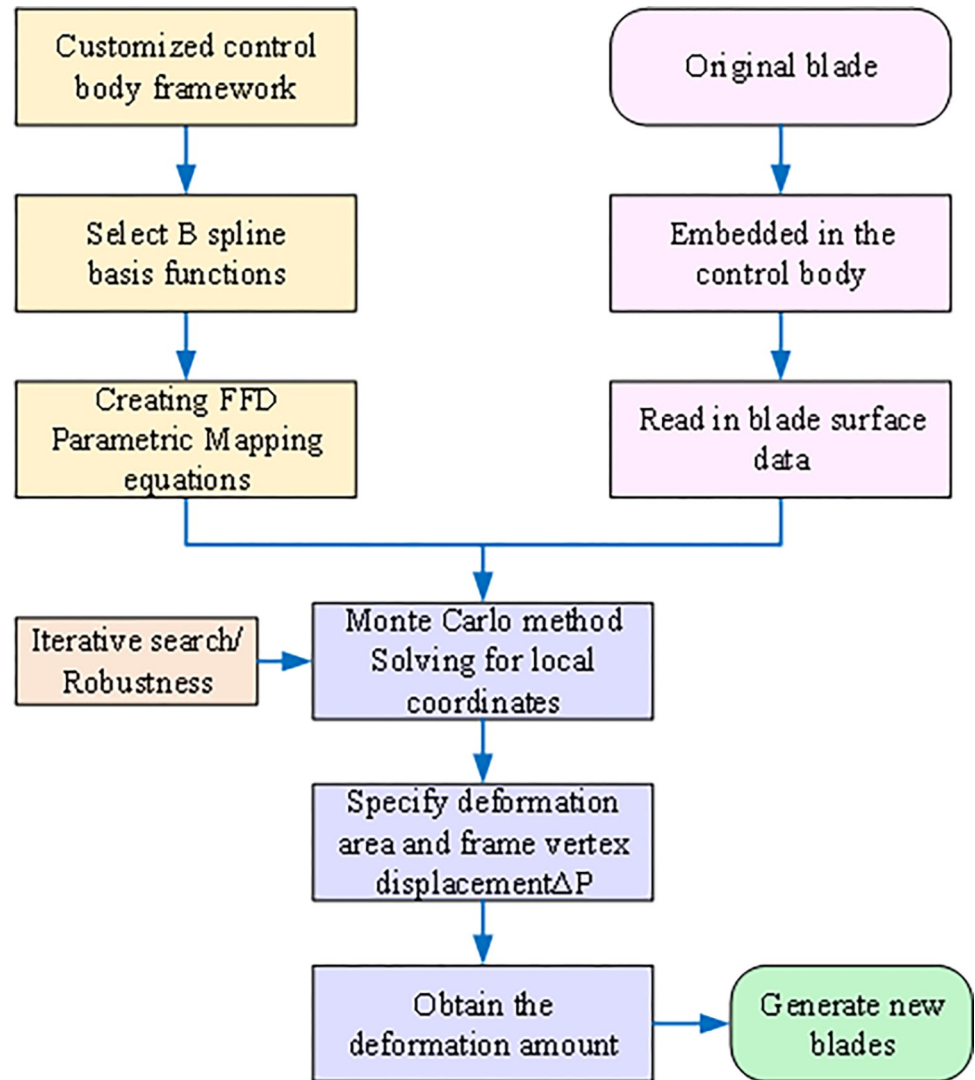 Customized control
body framework
Original blade
Select B spline
basis functions
Embedded in the
control body
Creating FFD
Parametric Mapping
equations
Read in blade surface
data
Iterative search/
Robustness
Monte Carlo method
Solving for local
coordinates
Specify deformation
area and frame vertex
displacementΔP
Obtain the
deformation amount
Generate new
blades